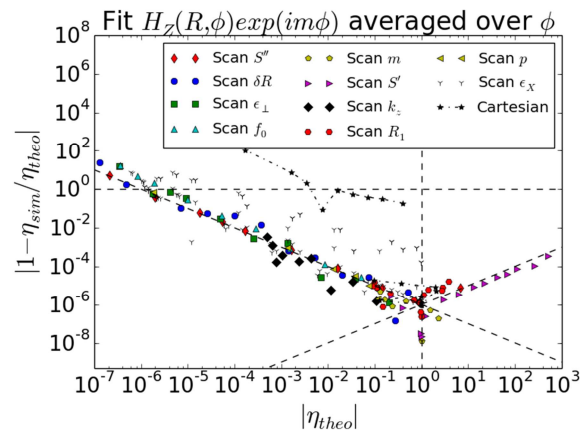 Fit H_Z(R,ϕ)exp(imϕ) averaged over ϕ
|1−η_sim/η_theo|
10^8
10^6
10^4
10^2
10^0
10^-2
10^-4
10^-6
10^-8
Scan S″
Scan δR
Scan ϵ_⊥
Scan f_0
Scan m
Scan S′
Scan k_z
Scan R_1
Scan p
Scan ϵ_X
Cartesian
10^-7 10^-6 10^-5 10^-4 10^-3 10^-2 10^-1 10^0 10^1 10^2 10^3
|η_theo|